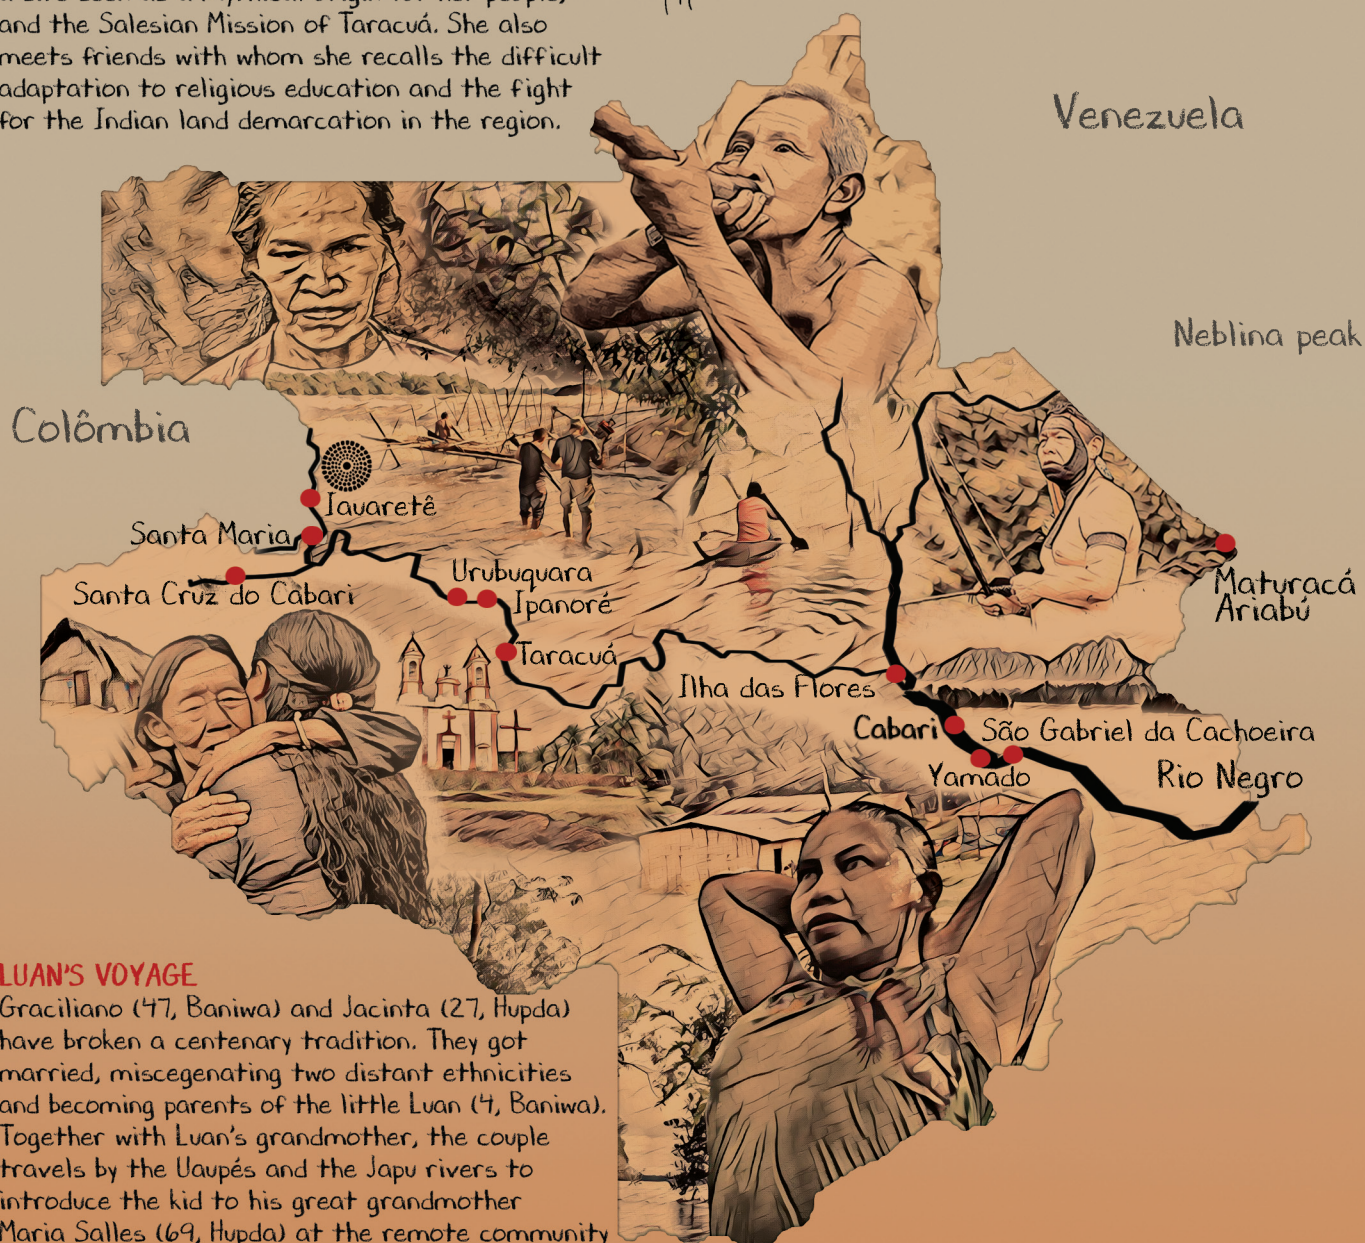 and the Salesian Mission of Taracuá. She also
meets friends with whom she recalls the difficult
adaptation to religious education and the fight
for the Indian land demarcation in the region.
Venezuela
Neblina peak
Colômbia
Iauaretê
Santa Maria
Santa Cruz do Cabari
Urubuquara
Ipanoré
Taracuá
Maturacá
Ariabú
Ilha das Flores
Cabari
São Gabriel da Cachoeira
Yamado
Rio Negro
LUAN'S VOYAGE
Graciliano (47, Baniwa) and Jacinta (27, Hupda)
have broken a centenary tradition. They got
married, miscegenating two distant ethnicities
and becoming parents of the little Luan (4, Baniwa).
Together with Luan's grandmother, the couple
travels by the Uaupés and the Japu rivers to
introduce the kid to his great grandmother
Maria Salles (69, Hupda) at the remote community